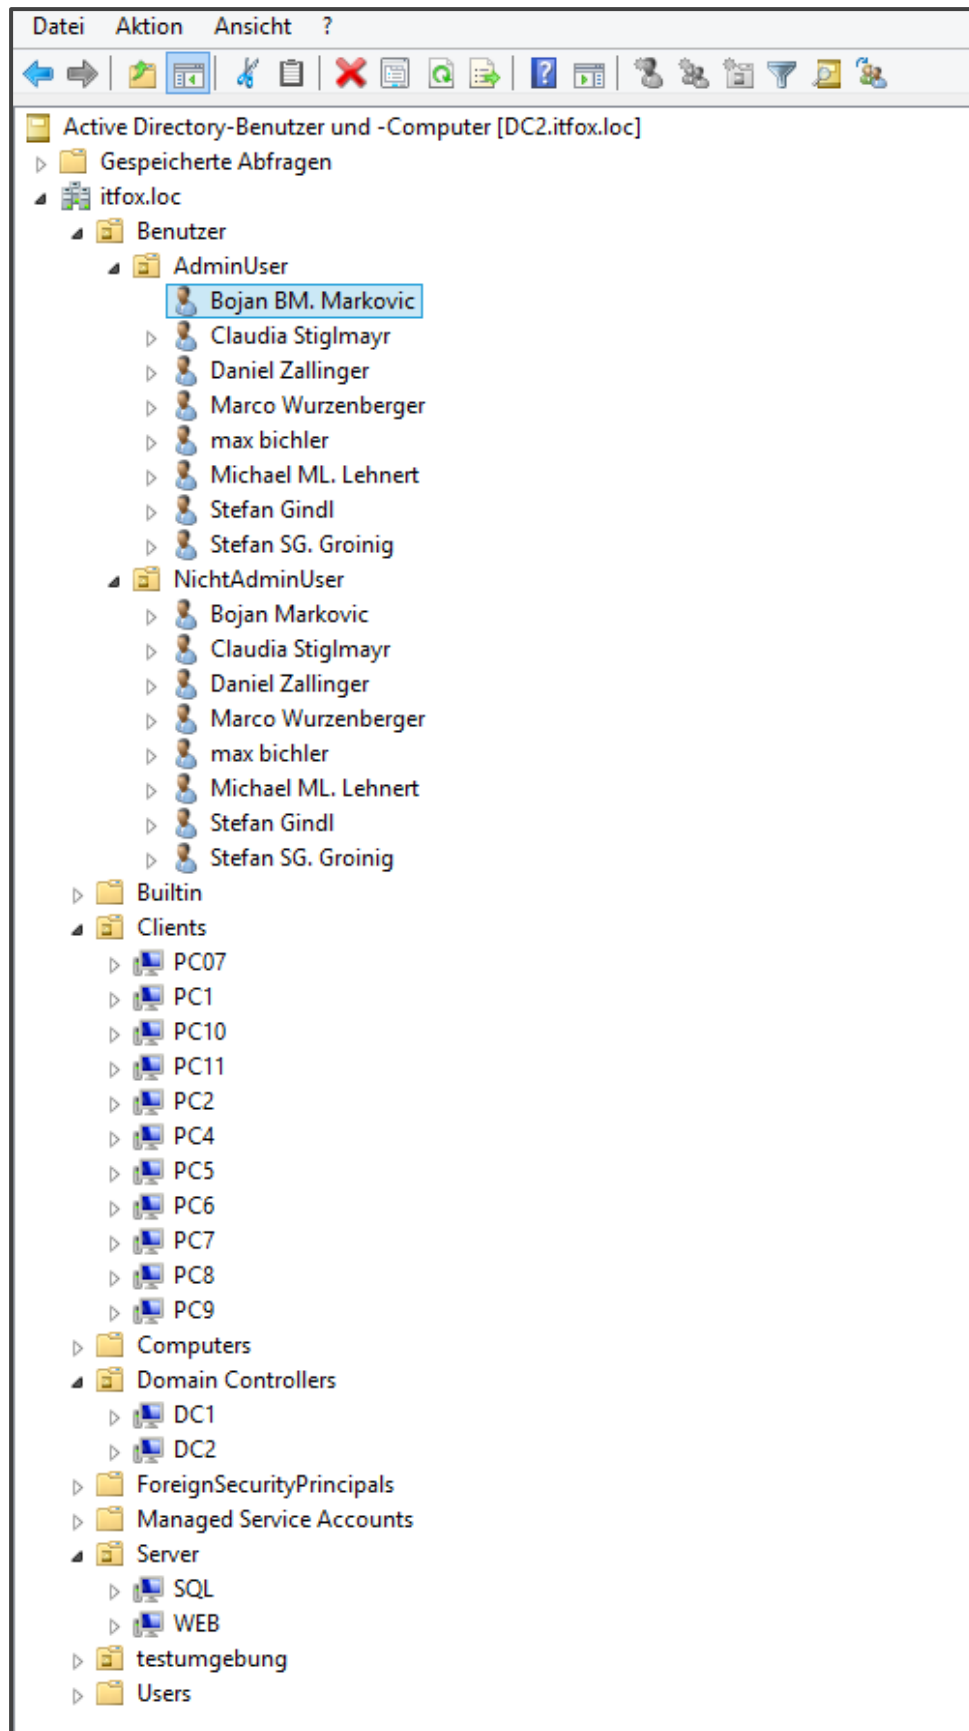 Datei Aktion Ansicht ?
Active Directory-Benutzer und -Computer [DC2.itfox.loc]
Gespeicherte Abfragen
itfox.loc
Benutzer
AdminUser
Bojan BM. Markovic
Claudia Stiglmayr
Daniel Zallinger
Marco Wurzenberger
max bichler
Michael ML. Lehnert
Stefan Gindl
Stefan SG. Groinig
NichtAdminUser
Bojan Markovic
Claudia Stiglmayr
Daniel Zallinger
Marco Wurzenberger
max bichler
Michael ML. Lehnert
Stefan Gindl
Stefan SG. Groinig
Builtin
Clients
PC07
PC1
PC10
PC11
PC2
PC4
PC5
PC6
PC7
PC8
PC9
Computers
Domain Controllers
DC1
DC2
ForeignSecurityPrincipals
Managed Service Accounts
Server
SQL
WEB
testumgebung
Users